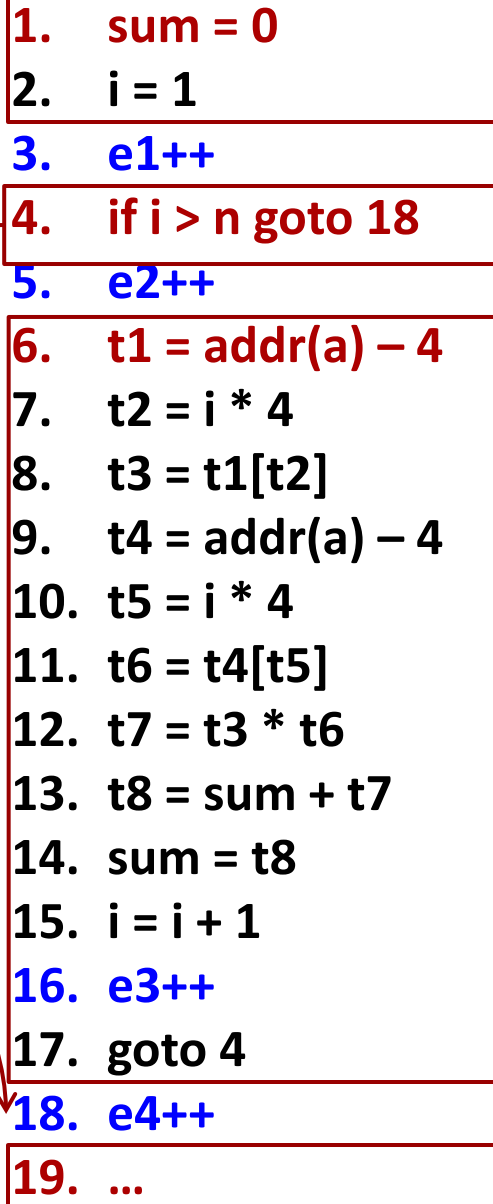 1. sum = 0
2. i = 1
3. e1++
4. if i > n goto 18
5. e2++
6. t1 = addr(a) – 4
7. t2 = i * 4
8. t3 = t1[t2]
9. t4 = addr(a) – 4
10. t5 = i * 4
11. t6 = t4[t5]
12. t7 = t3 * t6
13. t8 = sum + t7
14. sum = t8
15. i = i + 1
16. e3++
17. goto 4
18. e4++
19. ...